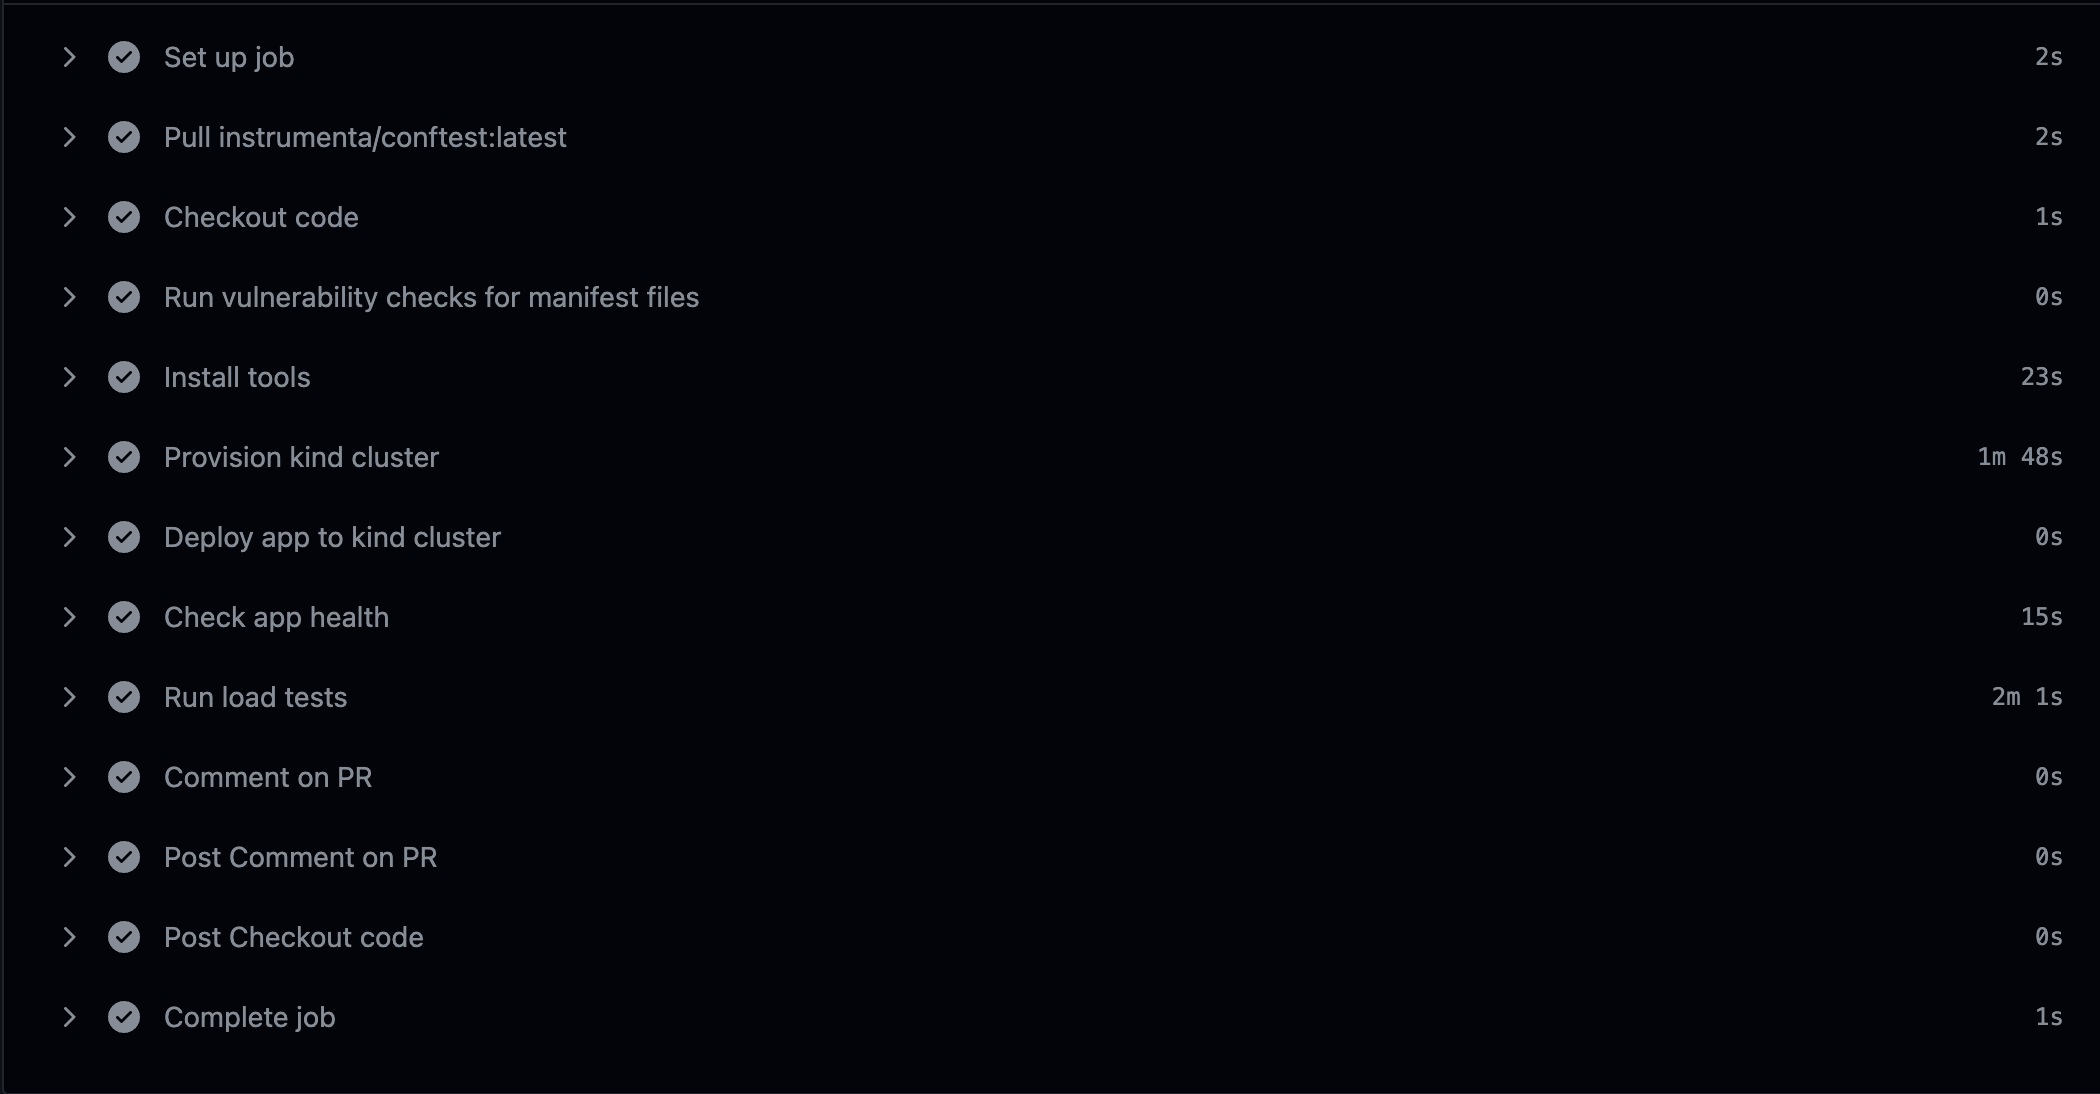 Set up job 2s
Pull instrumenta/conftest:latest 2s
Checkout code 1s
Run vulnerability checks for manifest files 0s
Install tools 23s
Provision kind cluster 1m 48s
Deploy app to kind cluster 0s
Check app health 15s
Run load tests 2m 1s
Comment on PR 0s
Post Comment on PR 0s
Post Checkout code 0s
Complete job 1s